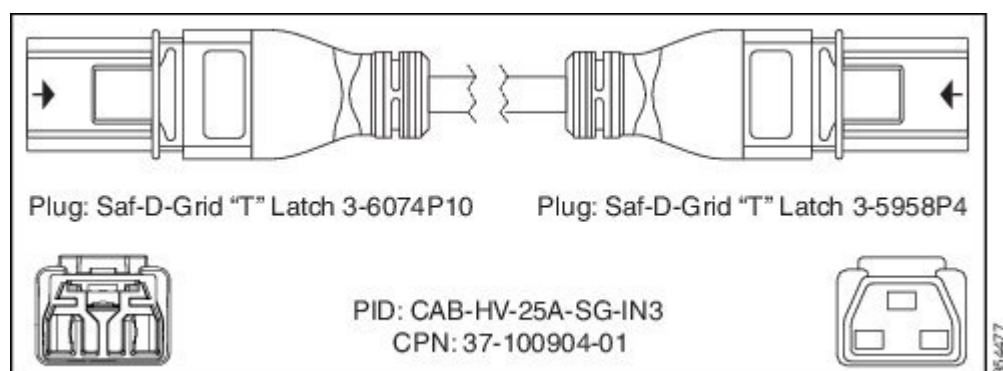 Plug: Saf-D-Grid “T” Latch 3-6074P10
Plug: Saf-D-Grid “T” Latch 3-5958P4
PID: CAB-HV-25A-SG-IN3
CPN: 37-100904-01